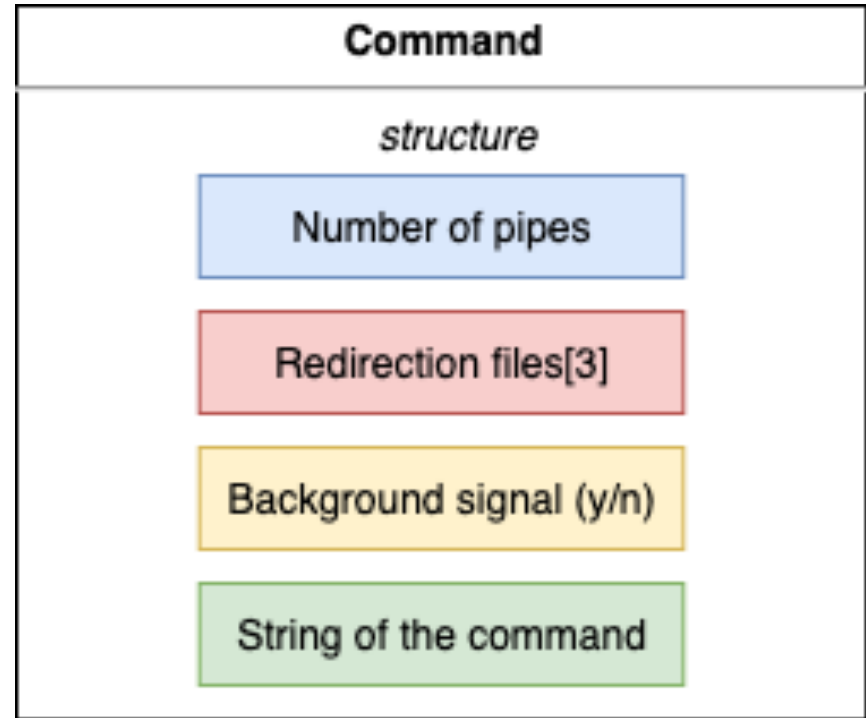 Command
structure
Number of pipes
Redirection files[3]
Background signal (y/n)
String of the command